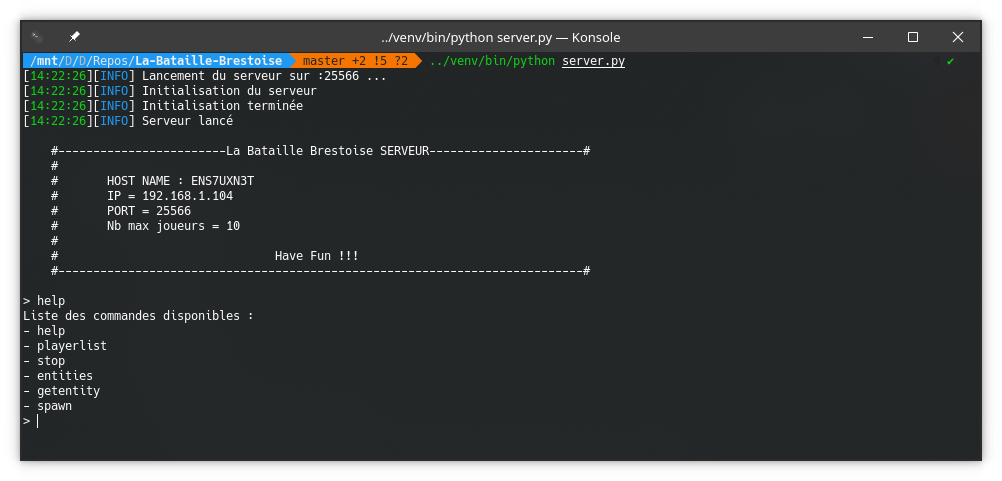 ../venv/bin/python server.py — Konsole
/mnt/D/D/Repos/La-Bataille-Brestoise master +2 !5 ?2 ../venv/bin/python server.py ✔
[14:22:26][INFO] Lancement du serveur sur :25566 ...
[14:22:26][INFO] Initialisation du serveur
[14:22:26][INFO] Initialisation terminée
[14:22:26][INFO] Serveur lancé
#------------------------La Bataille Brestoise SERVEUR----------------------#
#
# HOST NAME : ENS7UXN3T
# IP = 192.168.1.104
# PORT = 25566
# Nb max joueurs = 10
#
# Have Fun !!!
#---------------------------------------------------------------------------#
> help
Liste des commandes disponibles :
- help
- playerlist
- stop
- entities
- getentity
- spawn
>